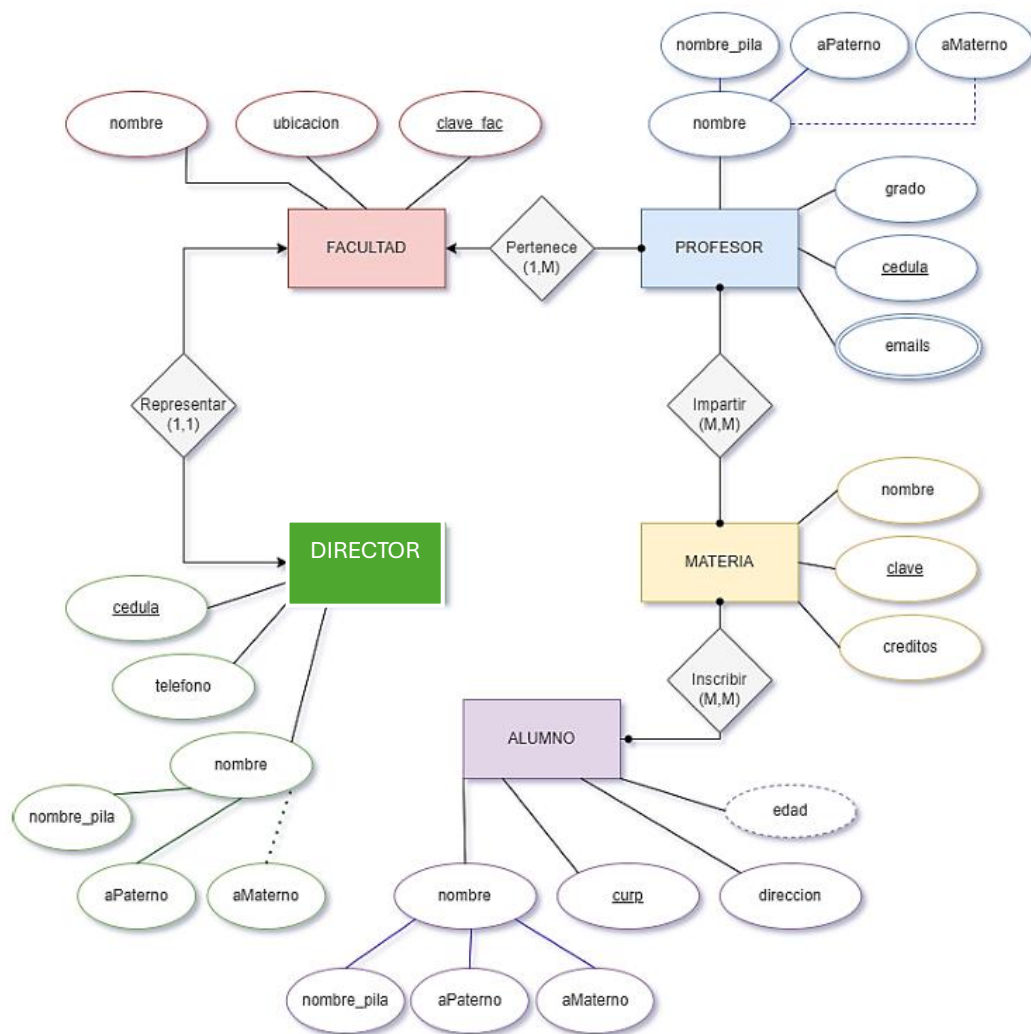 nombre_pila
aPaterno
aMaterno
nombre
ubicacion
clave_fac
nombre
grado
FACULTAD
Pertenece
(1,M)
PROFESOR
cedula
emails
Representar
(1,1)
Impartir
(M,M)
nombre
DIRECTOR
MATERIA
clave
cedula
creditos
telefono
Inscribir
(M,M)
ALUMNO
nombre
edad
nombre_pila
aPaterno
aMaterno
nombre
curp
direccion
nombre_pila
aPaterno
aMaterno